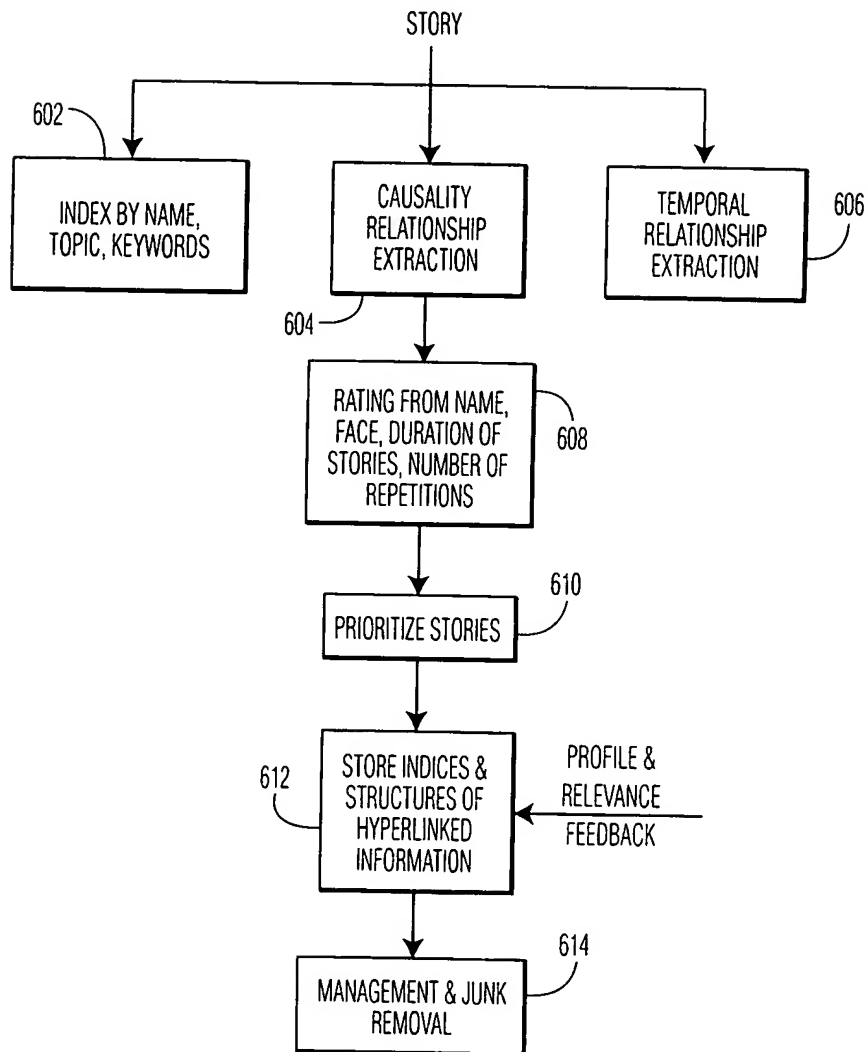 STORY
602
INDEX BY NAME,
TOPIC, KEYWORDS
CAUSALITY
RELATIONSHIP
EXTRACTION
604
TEMPORAL
RELATIONSHIP
EXTRACTION
606
RATING FROM NAME,
FACE, DURATION OF
STORIES, NUMBER OF
REPETITIONS
608
610
PRIORITIZE STORIES
612
STORE INDICES &
STRUCTURES OF
HYPERLINKED
INFORMATION
PROFILE &
RELEVANCE
FEEDBACK
614
MANAGEMENT & JUNK
REMOVAL